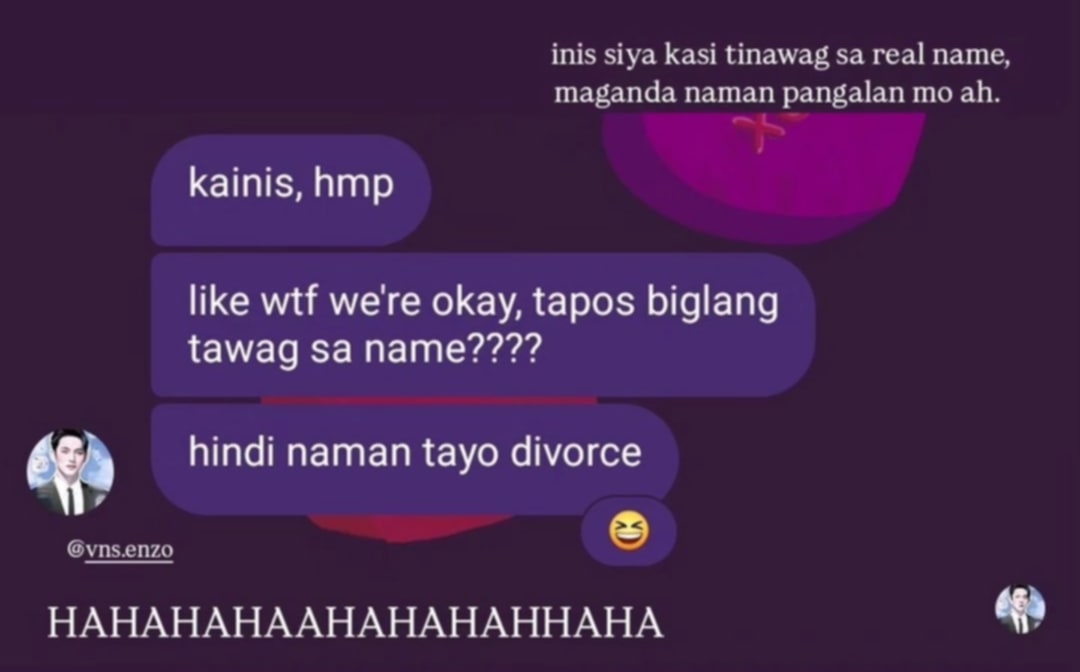 inis siya kasi tinawag sa real name,
maganda naman pangalan mo ah.
kainis, hmp
like wtf we're okay, tapos biglang
tawag sa name????
hindi naman tayo divorce
@vns.enzo
HAHAHAHAAHAHAHAHHAHA